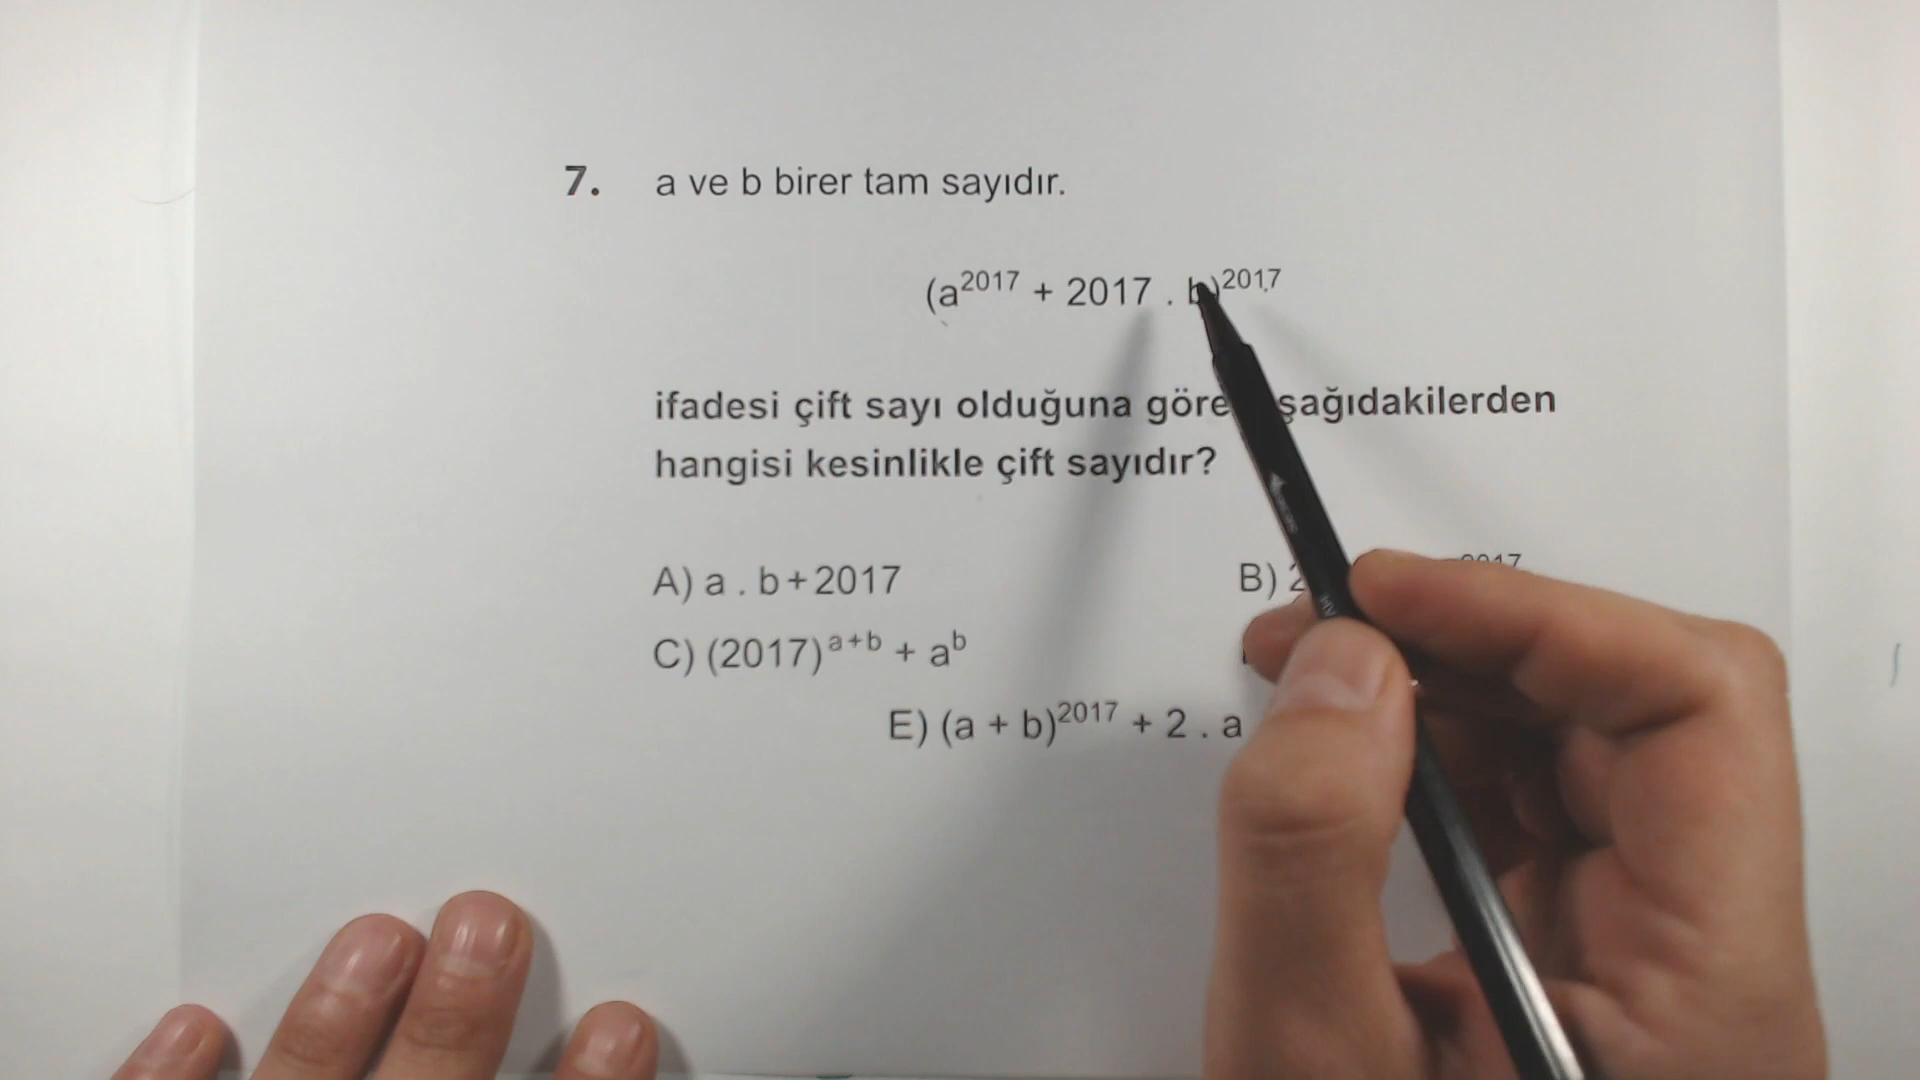 7. a ve b birer tam sayıdır.
(a²⁰¹⁷ + 2017 . b)²⁰¹⁷
ifadesi çift sayı olduğuna göre
hangisi kesinlikle çift sayıdır?
A) a . b + 2017 B) 2
C) (2017)ᵃ⁺ᵇ + aᵇ
E) (a + b)²⁰¹⁷ + 2 . a